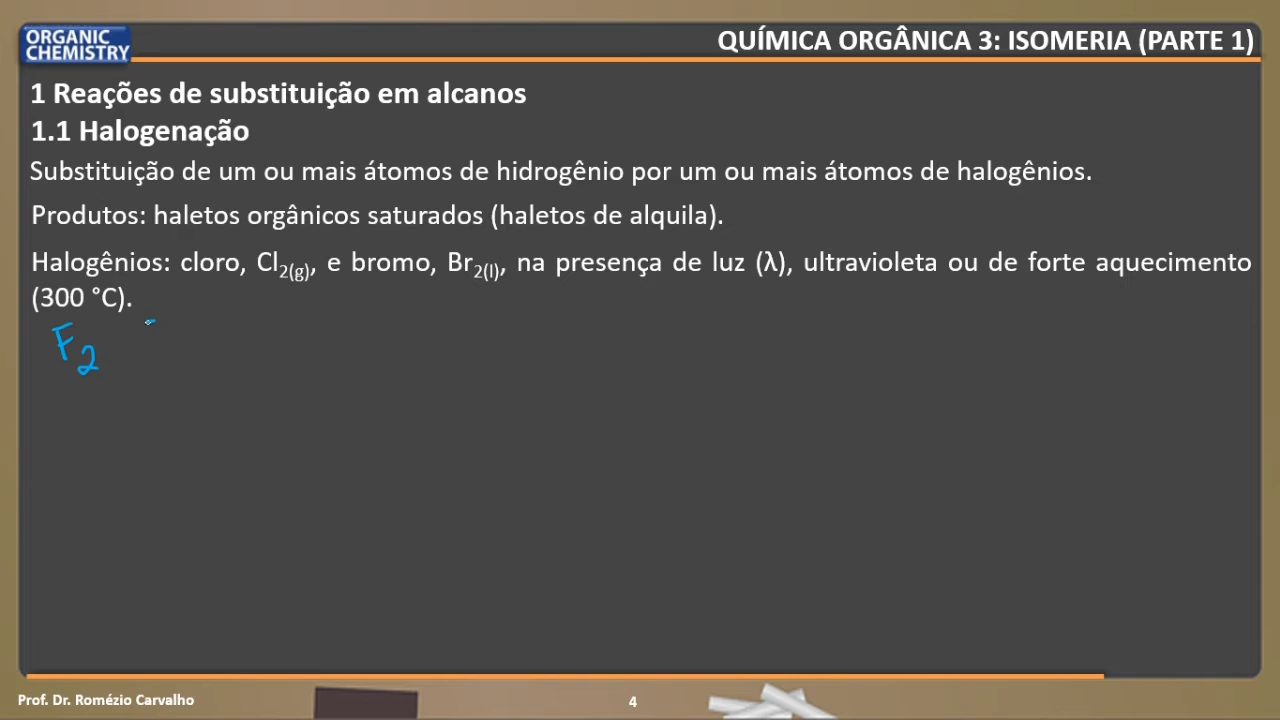 ORGANIC
CHEMISTRY
QUÍMICA ORGÂNICA 3: ISOMERIA (PARTE 1)
1 Reações de substituição em alcanos
1.1 Halogenação
Substituição de um ou mais átomos de hidrogênio por um ou mais átomos de halogênios.
Produtos: haletos orgânicos saturados (haletos de alquila).
Halogênios: cloro, Cl2(g), e bromo, Br2(l), na presença de luz (λ), ultravioleta ou de forte aquecimento
(300 °C).
F2
Prof. Dr. Romézio Carvalho
4